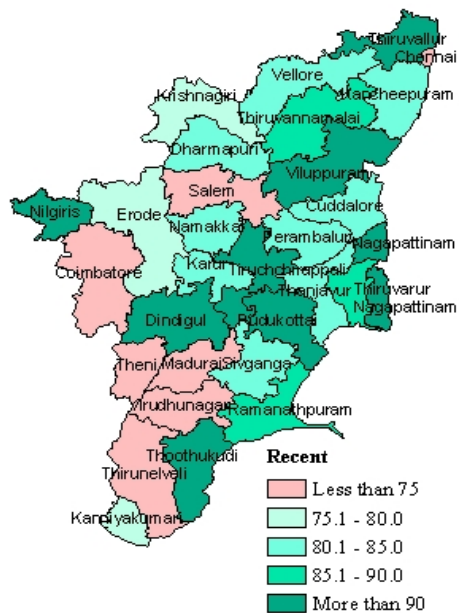 Thiruvallur
Chennai
Vellore
Kancheepuram
Krishnagiri
Thiruvannamalai
Dharmapuri
Viluppuram
Salem
Nilgiris
Erode
Cuddalore
Namakkal
Perambalur
Nagapattinam
Coimbatore
Karur
Tiruchchnappali
Thanjavur
Thiruvarur
Nagapattinam
Dindigul
Pudukottai
Theni
Madurai
Sivganga
Virudhunagar
Ramanathpuram
Thoothukudi
Thirunelveli
Kanniyakumari
Recent
Less than 75
75.1 - 80.0
80.1 - 85.0
85.1 - 90.0
More than 90